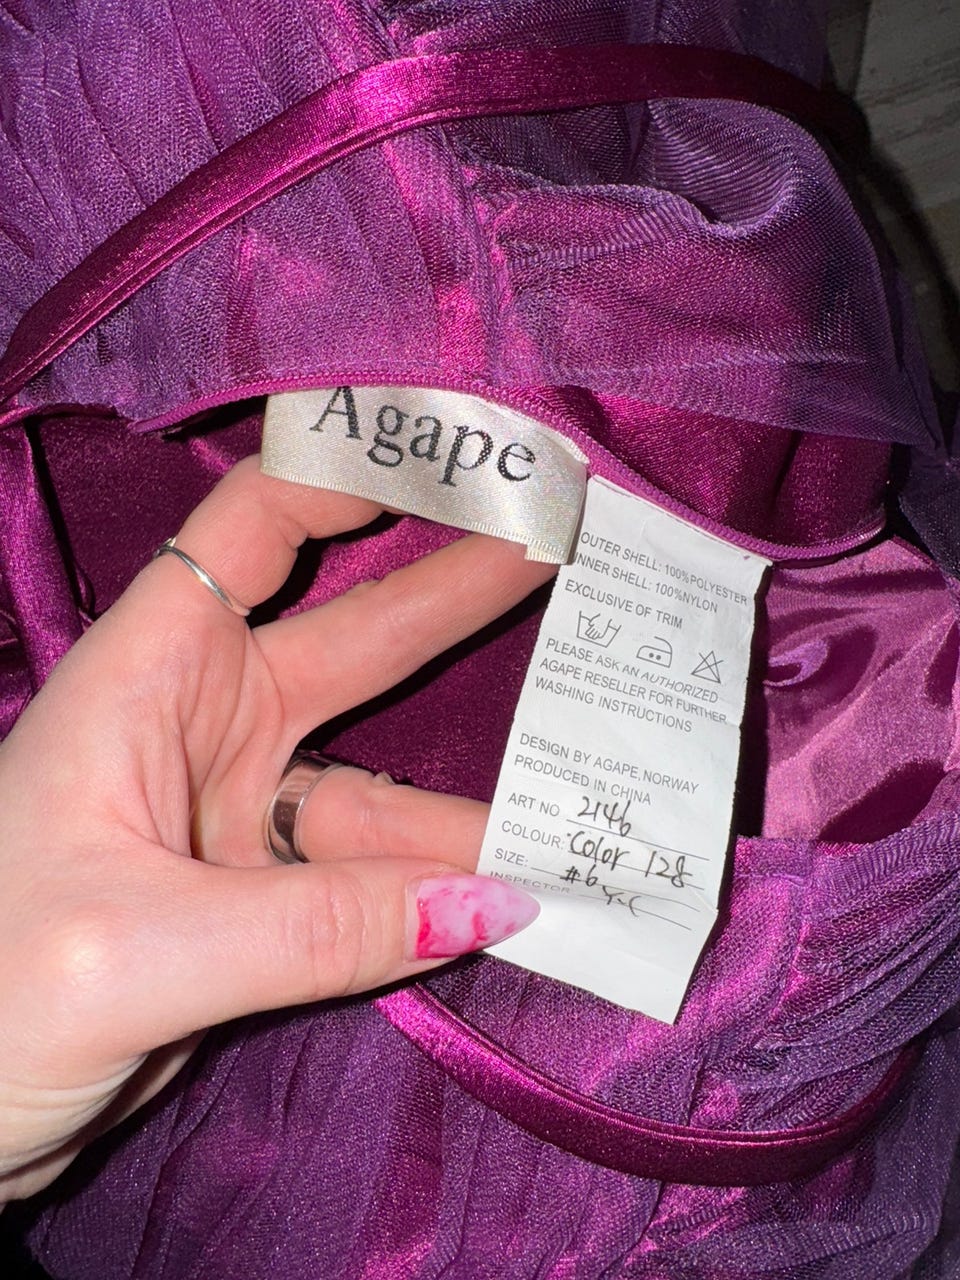 Agape
OUTER SHELL: 100%POLYESTER
INNER SHELL: 100%NYLON
EXCLUSIVE OF TRIM
PLEASE ASK AN AUTHORIZED
AGAPE RESELLER FOR FURTHER
WASHING INSTRUCTIONS
DESIGN BY AGAPE, NORWAY
PRODUCED IN CHINA
ART NO 2146
COLOUR: Color 128
SIZE: #6
INSPECTOR